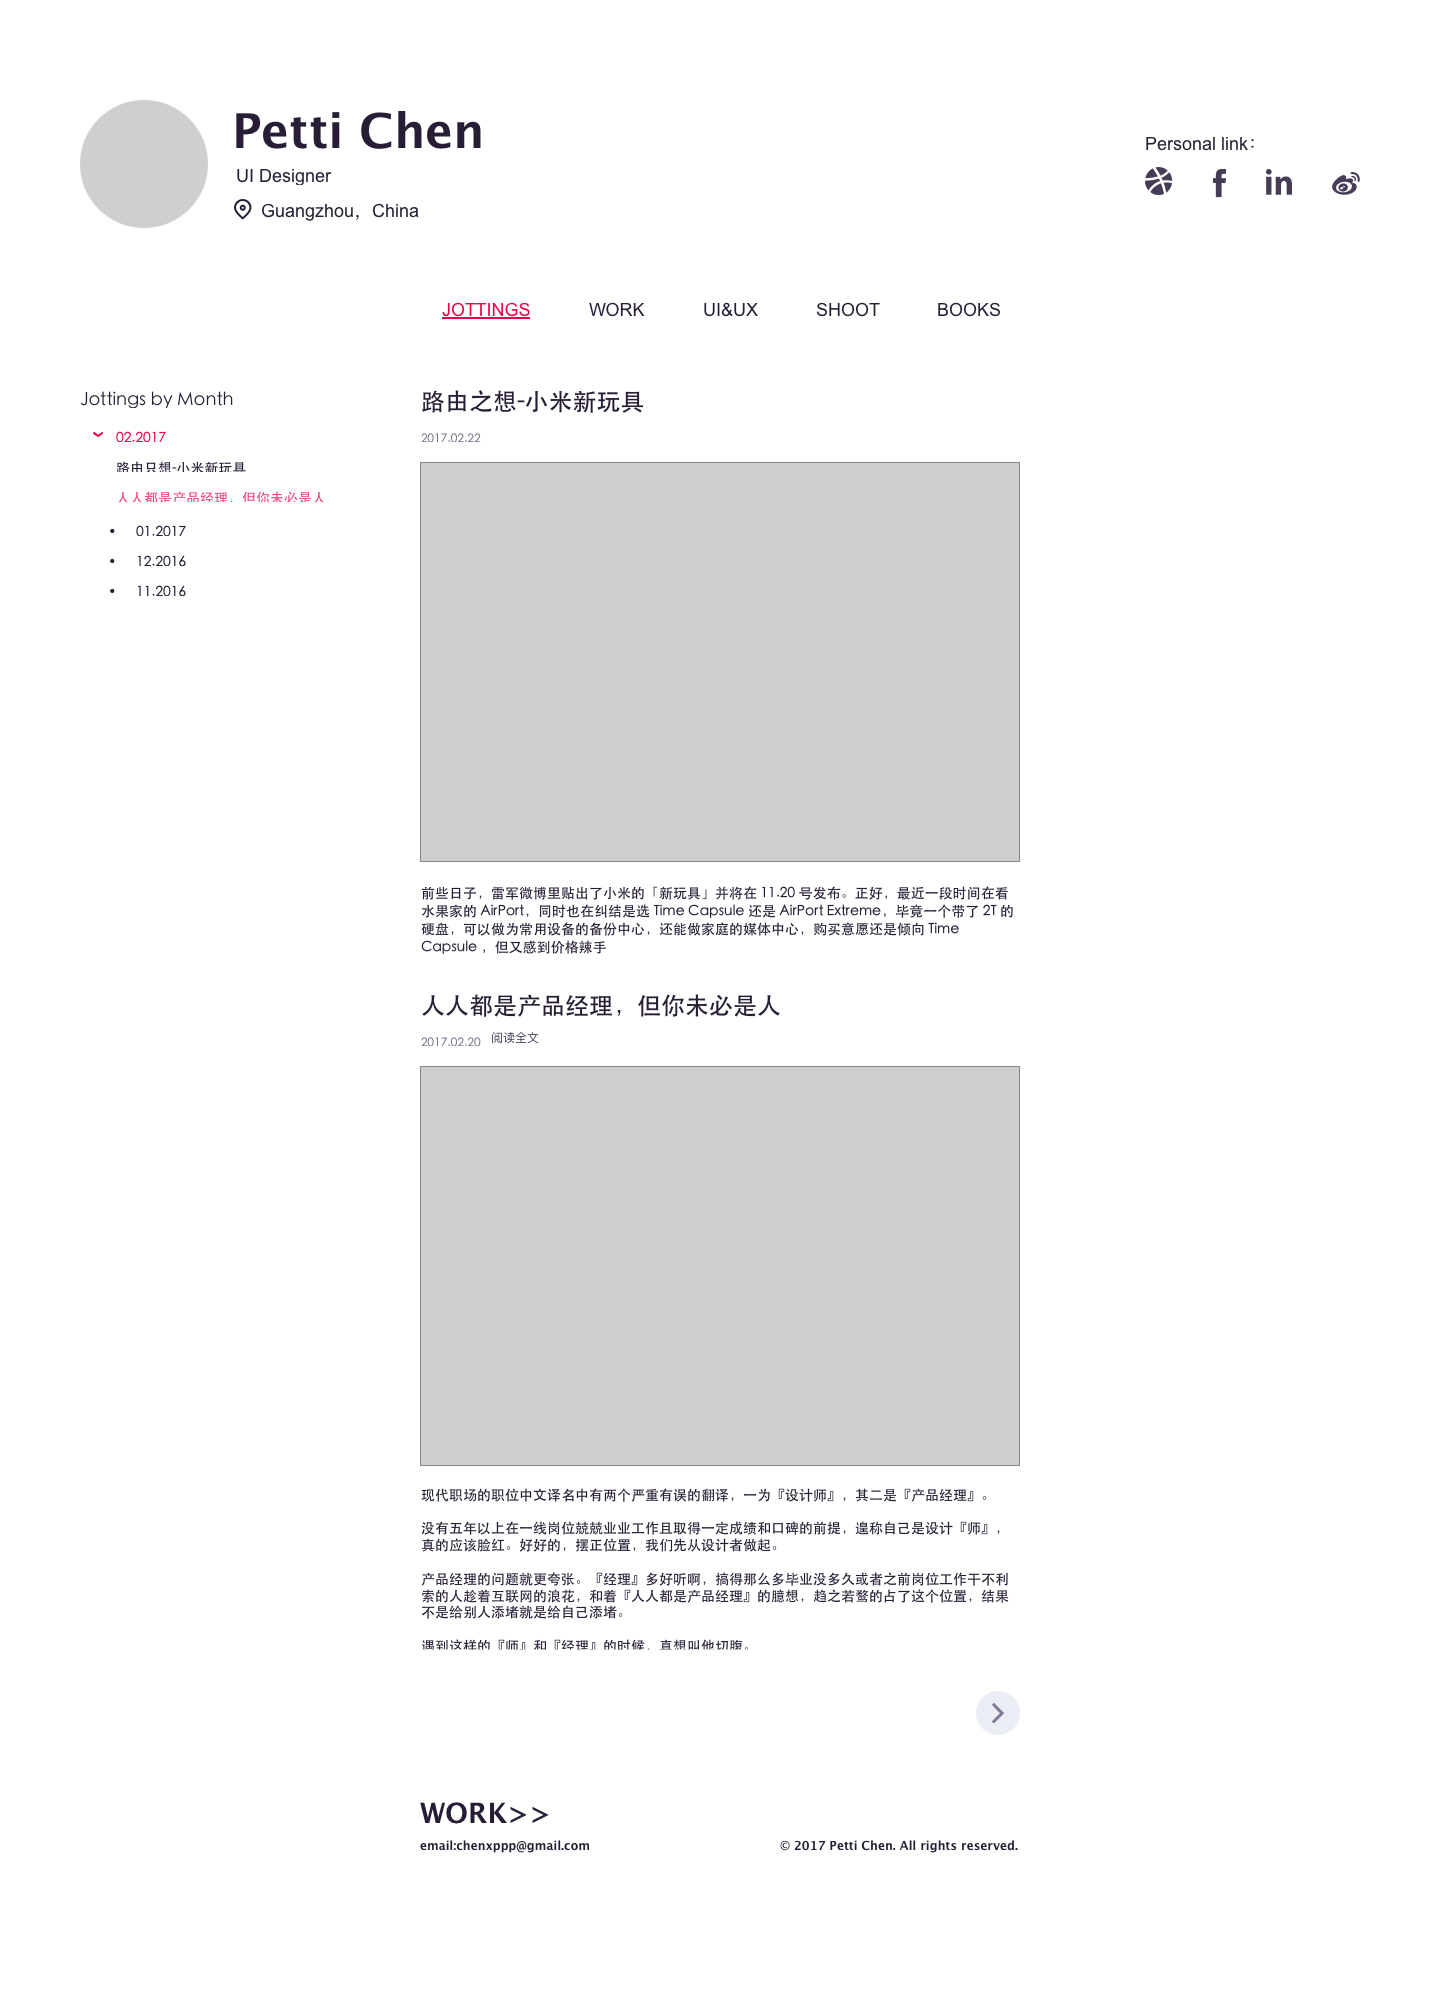 Petti Chen
UI Designer
Guangzhou，China
Personal link：
JOTTINGS WORK UI&UX SHOOT BOOKS
Jottings by Month
02.2017
路由只想-小米新玩具
人人都是产品经理，但你未必是人
• 01.2017
• 12.2016
• 11.2016
路由之想-小米新玩具
2017.02.22
前些日子，雷军微博里贴出了小米的「新玩具」并将在 11.20 号发布。正好，最近一段时间在看
水果家的 AirPort，同时也在纠结是选 Time Capsule 还是 AirPort Extreme，毕竟一个带了 2T 的
硬盘，可以做为常用设备的备份中心，还能做家庭的媒体中心，购买意愿还是倾向 Time
Capsule ，但又感到价格辣手
人人都是产品经理，但你未必是人
2017.02.20 阅读全文
现代职场的职位中文译名中有两个严重有误的翻译，一为『设计师』，其二是『产品经理』。
没有五年以上在一线岗位兢兢业业工作且取得一定成绩和口碑的前提，遑称自己是设计『师』，
真的应该脸红。好好的，摆正位置，我们先从设计者做起。
产品经理的问题就更夸张。『经理』多好听啊，搞得那么多毕业没多久或者之前岗位工作干不利
索的人趁着互联网的浪花，和着『人人都是产品经理』的臆想，趋之若鹜的占了这个位置，结果
不是给别人添堵就是给自己添堵。
遇到这样的『师』和『经理』的时候，真想叫他切腹。
WORK>>
email:chenxppp@gmail.com
© 2017 Petti Chen. All rights reserved.